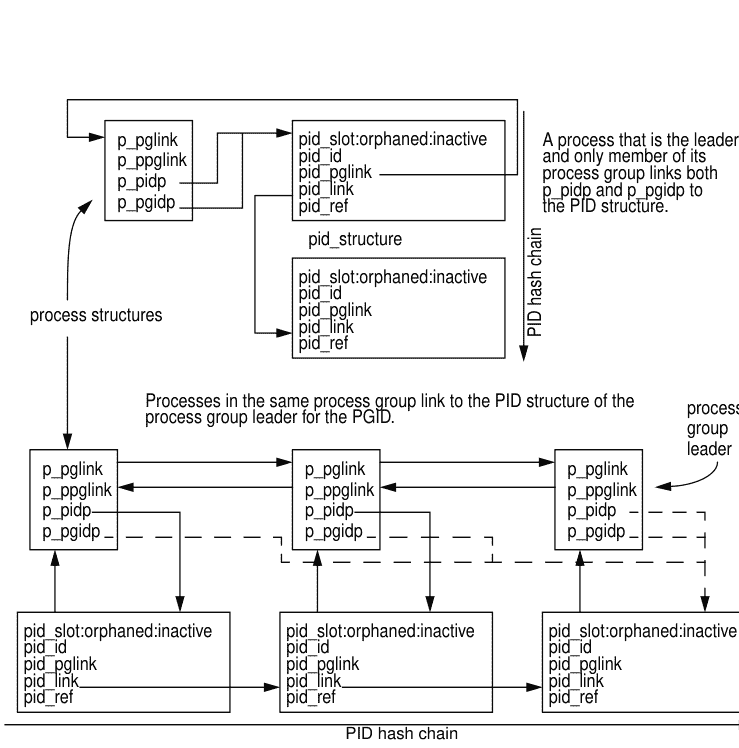 p_pglink
p_ppglink
p_pidp
p_pgidp
pid_slot:orphaned:inactive
pid_id
pid_pglink
pid_link
pid_ref
A process that is the leader
and only member of its
process group links both
p_pidp and p_pgidp to
the PID structure.
pid_structure
PID hash chain
pid_slot:orphaned:inactive
pid_id
pid_pglink
pid_link
pid_ref
process structures
Processes in the same process group link to the PID structure of the
process group leader for the PGID.
process
group
leader
p_pglink
p_ppglink
p_pidp
p_pgidp
p_pglink
p_ppglink
p_pidp
p_pgidp
p_pglink
p_ppglink
p_pidp
p_pgidp
pid_slot:orphaned:inactive
pid_id
pid_pglink
pid_link
pid_ref
pid_slot:orphaned:inactive
pid_id
pid_pglink
pid_link
pid_ref
pid_slot:orphaned:inactive
pid_id
pid_pglink
pid_link
pid_ref
PID hash chain